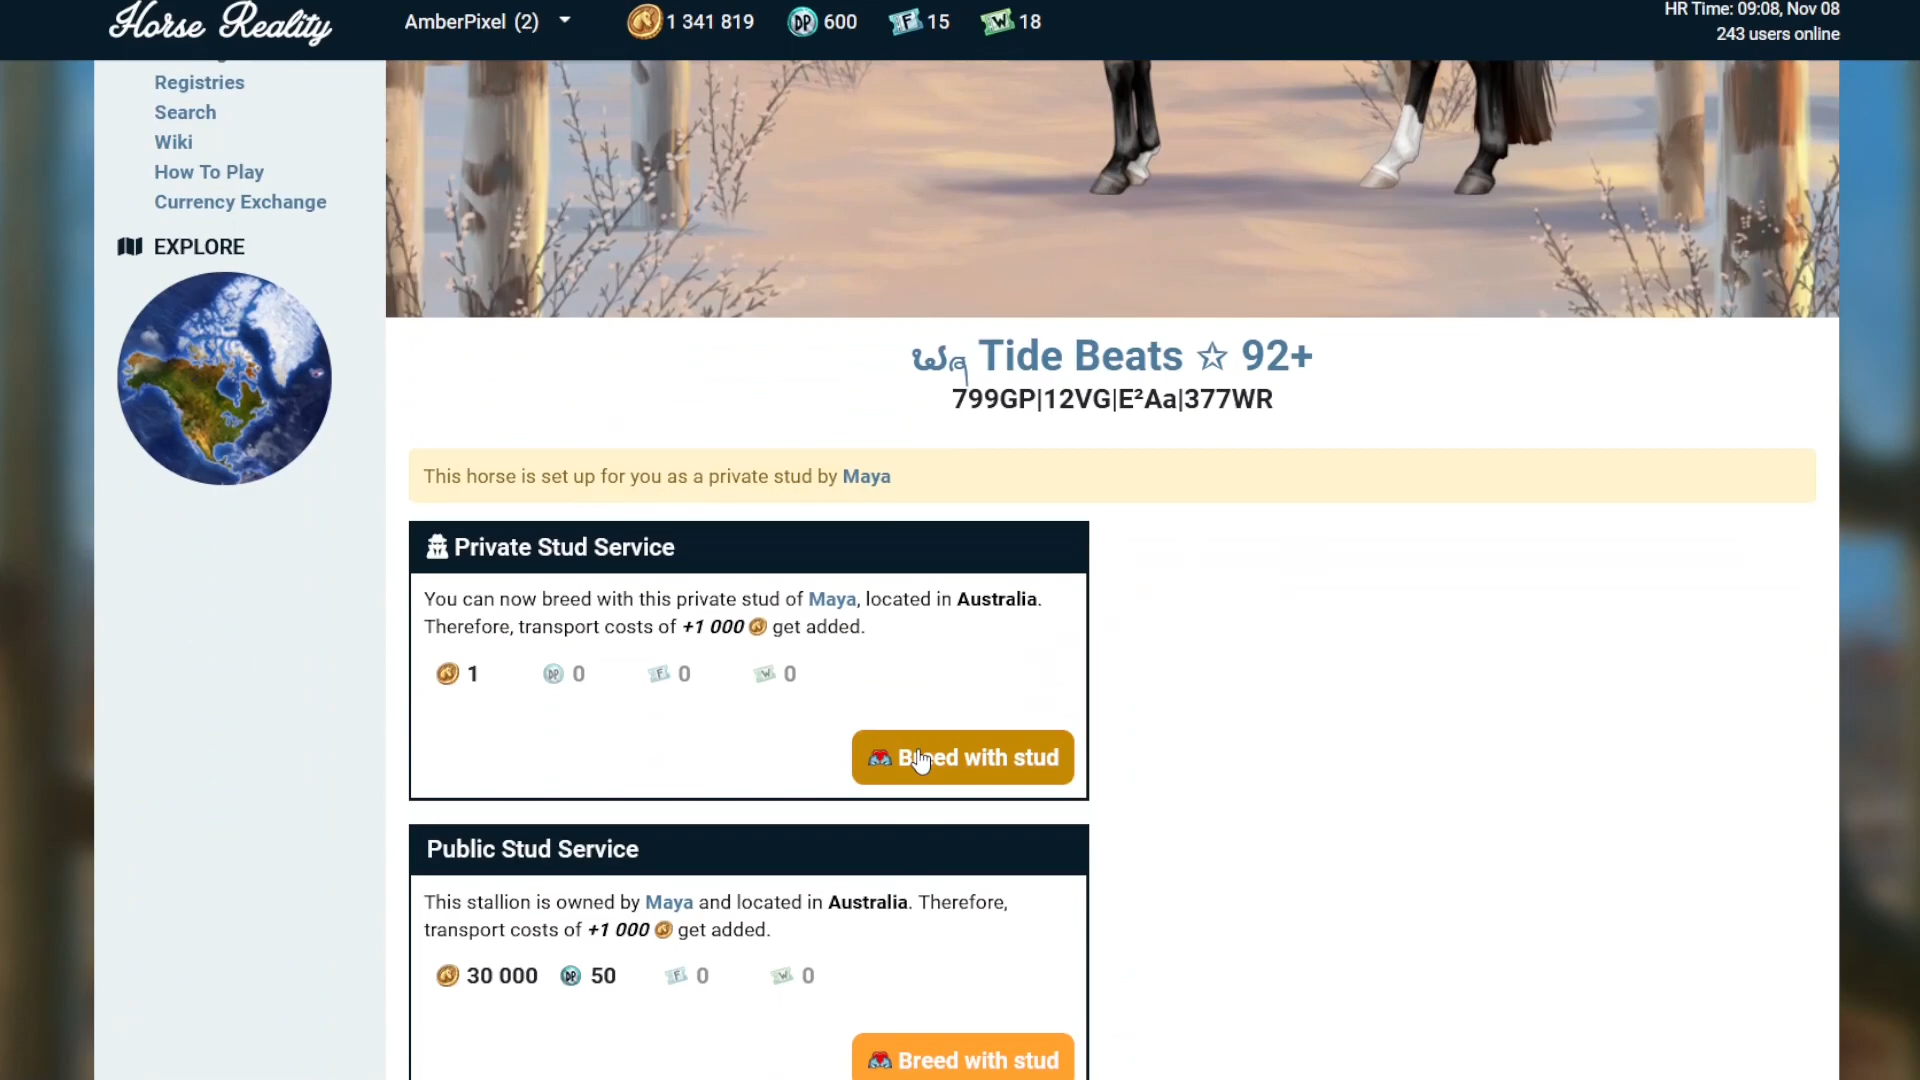 Horse Reality
AmberPixel (2)
1 341 819
600
15
18
HR Time: 09:08, Nov 08
243 users online
Registries
Search
Wiki
How To Play
Currency Exchange
EXPLORE
Tide Beats ☆ 92+
799GP|12VG|E²Aa|377WR
This horse is set up for you as a private stud by Maya
Private Stud Service
You can now breed with this private stud of Maya, located in Australia.
Therefore, transport costs of +1 000 get added.
1
DP 0
F 0
W 0
Breed with stud
Public Stud Service
This stallion is owned by Maya and located in Australia. Therefore,
transport costs of +1 000 get added.
30 000
DP 50
F 0
W 0
Breed with stud